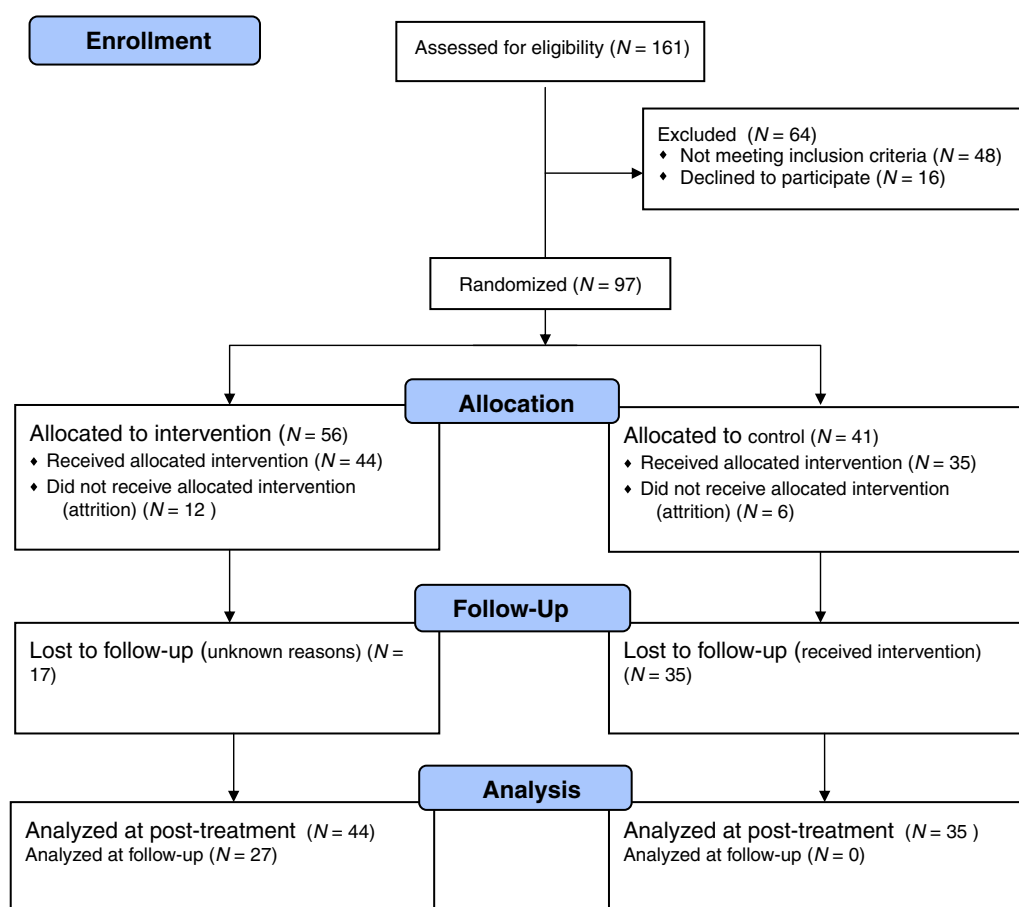 Enrollment
Assessed for eligibility (N = 161)
Excluded (N = 64)
♦ Not meeting inclusion criteria (N = 48)
♦ Declined to participate (N = 16)
Randomized (N = 97)
Allocation
Allocated to intervention (N = 56)
♦ Received allocated intervention (N = 44)
♦ Did not receive allocated intervention
(attrition) (N = 12 )
Allocated to control (N = 41)
♦ Received allocated intervention (N = 35)
♦ Did not receive allocated intervention
(attrition) (N = 6)
Follow-Up
Lost to follow-up (unknown reasons) (N =
17)
Lost to follow-up (received intervention)
(N = 35)
Analysis
Analyzed at post-treatment (N = 44)
Analyzed at follow-up (N = 27)
Analyzed at post-treatment (N = 35 )
Analyzed at follow-up (N = 0)